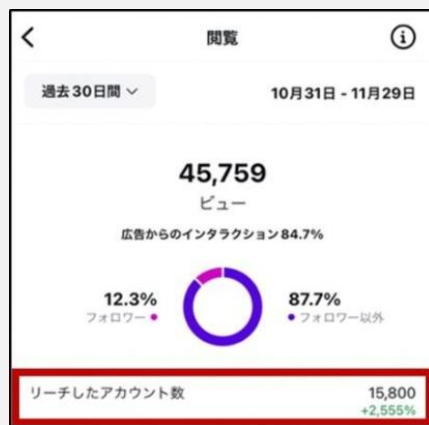 閲覧
過去30日間
10月31日 - 11月29日
45,759
ビュー
広告からのインタラクション84.7%
12.3%
フォロワー
87.7%
フォロワー以外
リーチしたアカウント数
15,800
+2,555%